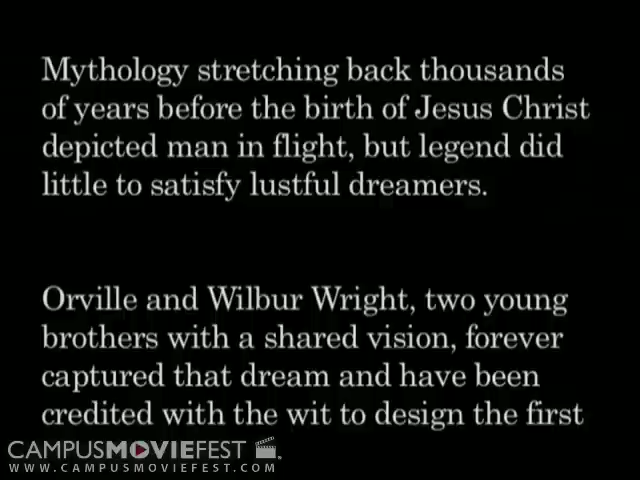 Mythology stretching back thousands
of years before the birth of Jesus Christ
depicted man in flight, but legend did
little to satisfy lustful dreamers.
Orville and Wilbur Wright, two young
brothers with a shared vision, forever
captured that dream and have been
credited with the wit to design the first
CAMPUSMOVIEFEST
WWW.CAMPUSMOVIEFEST.COM